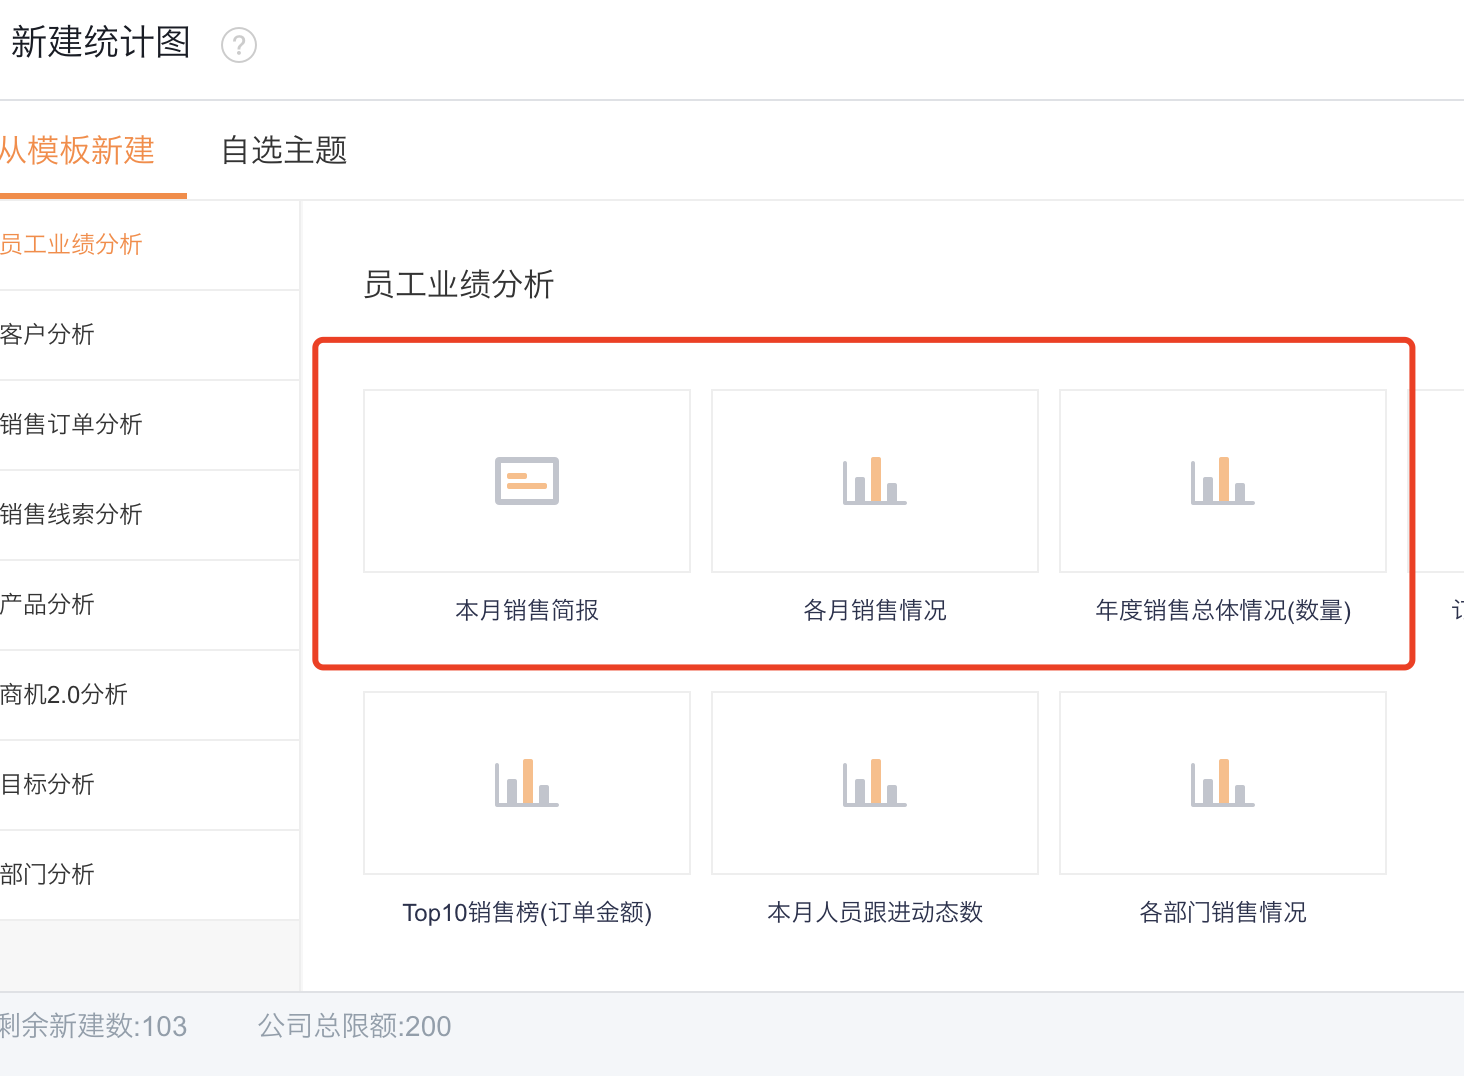 新建统计图 ?
从模板新建 自选主题
员工业绩分析
客户分析
销售订单分析
销售线索分析
产品分析
商机2.0分析
目标分析
部门分析
员工业绩分析
本月销售简报 各月销售情况 年度销售总体情况(数量)
Top10销售榜(订单金额) 本月人员跟进动态数 各部门销售情况
剩余新建数:103 公司总限额:200